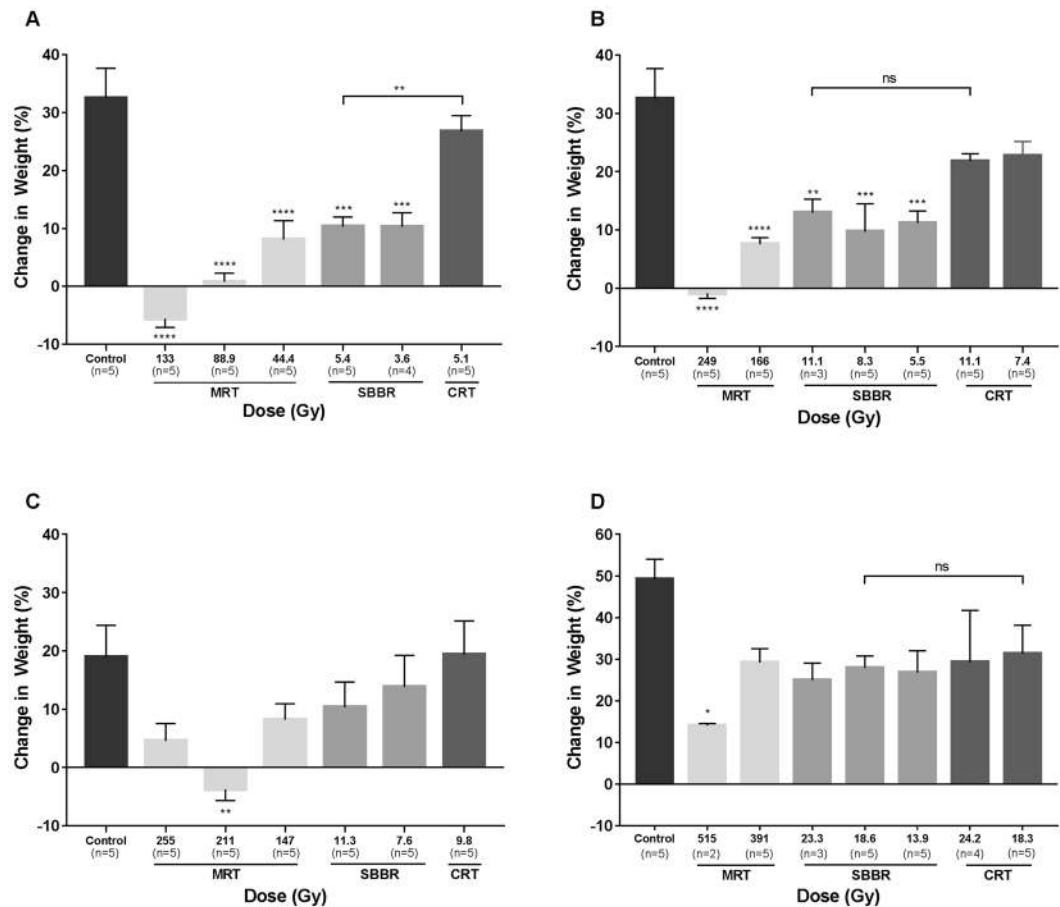 A
Change in Weight (%)
40
30
20
10
0
-10
**
**** **** **** *** ***
Control 133 88.9 44.4 5.4 3.6 5.1
(n=5) (n=5) (n=5) (n=5) (n=5) (n=4) (n=5)
MRT SBBR CRT
Dose (Gy)
B
Change in Weight (%)
40
30
20
10
0
-10
ns
**** **** ** *** ***
Control 249 166 11.1 8.3 5.5 11.1 7.4
(n=5) (n=5) (n=5) (n=3) (n=5) (n=5) (n=5) (n=5)
MRT SBBR CRT
Dose (Gy)
C
Change in Weight (%)
40
30
20
10
0
-10
**
Control 255 211 147 11.3 7.6 9.8
(n=5) (n=5) (n=5) (n=5) (n=5) (n=5) (n=5)
MRT SBBR CRT
Dose (Gy)
D
Change in Weight (%)
60
50
40
30
20
10
0
-10
ns
*
Control 515 391 23.3 18.6 13.9 24.2 18.3
(n=5) (n=2) (n=5) (n=3) (n=5) (n=5) (n=4) (n=5)
MRT SBBR CRT
Dose (Gy)